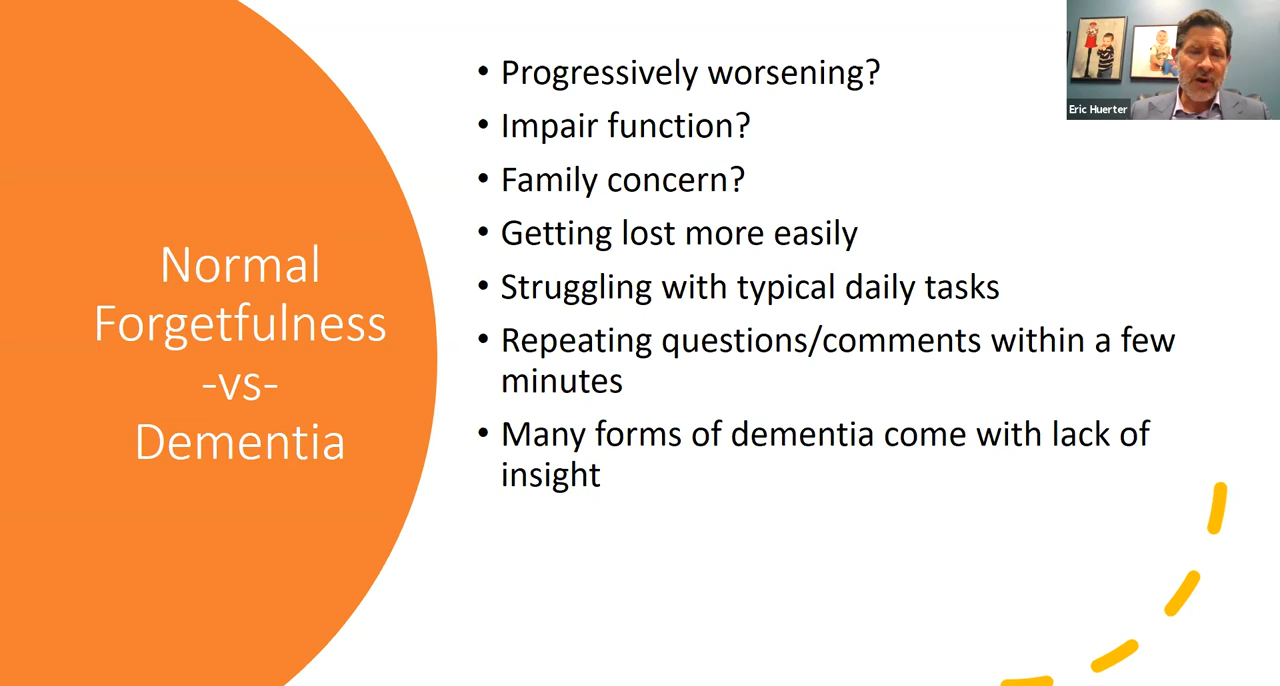 Normal
Forgetfulness
-vs-
Dementia
• Progressively worsening?
• Impair function?
• Family concern?
• Getting lost more easily
• Struggling with typical daily tasks
• Repeating questions/comments within a few
minutes
• Many forms of dementia come with lack of
insight
Eric Huerter